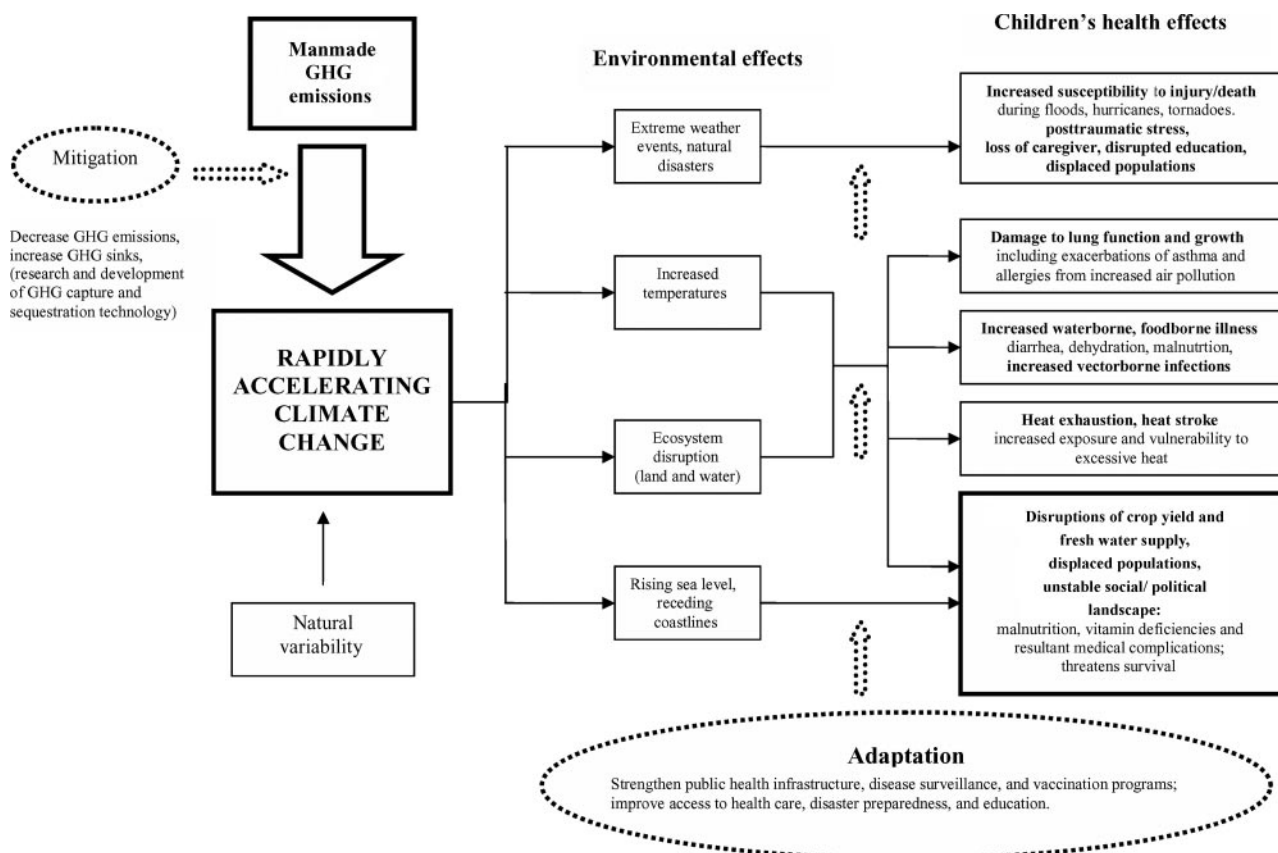 Manmade
GHG
emissions
Mitigation
Decrease GHG emissions,
increase GHG sinks,
(research and development
of GHG capture and
sequestration technology)
RAPIDLY
ACCELERATING
CLIMATE
CHANGE
Natural
variability
Environmental effects
Extreme weather
events, natural
disasters
Increased
temperatures
Ecosystem
disruption
(land and water)
Rising sea level,
receding
coastlines
Children's health effects
Increased susceptibility to injury/death
during floods, hurricanes, tornadoes.
posttraumatic stress,
loss of caregiver, disrupted education,
displaced populations
Damage to lung function and growth
including exacerbations of asthma and
allergies from increased air pollution
Increased waterborne, foodborne illness
diarrhea, dehydration, malnutrtion,
increased vectorborne infections
Heat exhaustion, heat stroke
increased exposure and vulnerability to
excessive heat
Disruptions of crop yield and
fresh water supply,
displaced populations,
unstable social/ political
landscape:
malnutrition, vitamin deficiencies and
resultant medical complications;
threatens survival
Adaptation
Strengthen public health infrastructure, disease surveillance, and vaccination programs;
improve access to health care, disaster preparedness, and education.